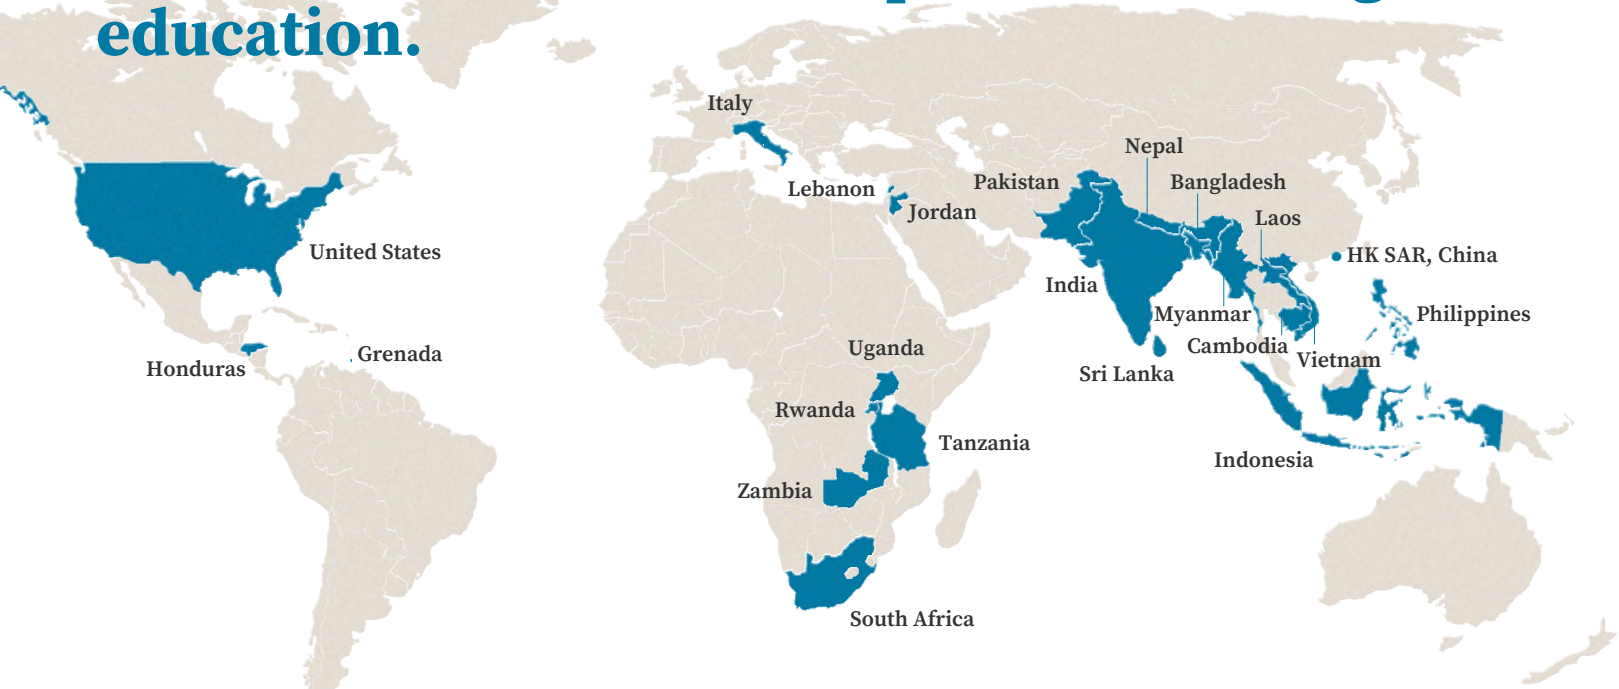 education.
Italy
Nepal
Pakistan
Bangladesh
Lebanon
Jordan
Laos
United States
HK SAR, China
India
Myanmar
Philippines
Cambodia
Vietnam
Honduras
Grenada
Uganda
Sri Lanka
Rwanda
Tanzania
Indonesia
Zambia
South Africa